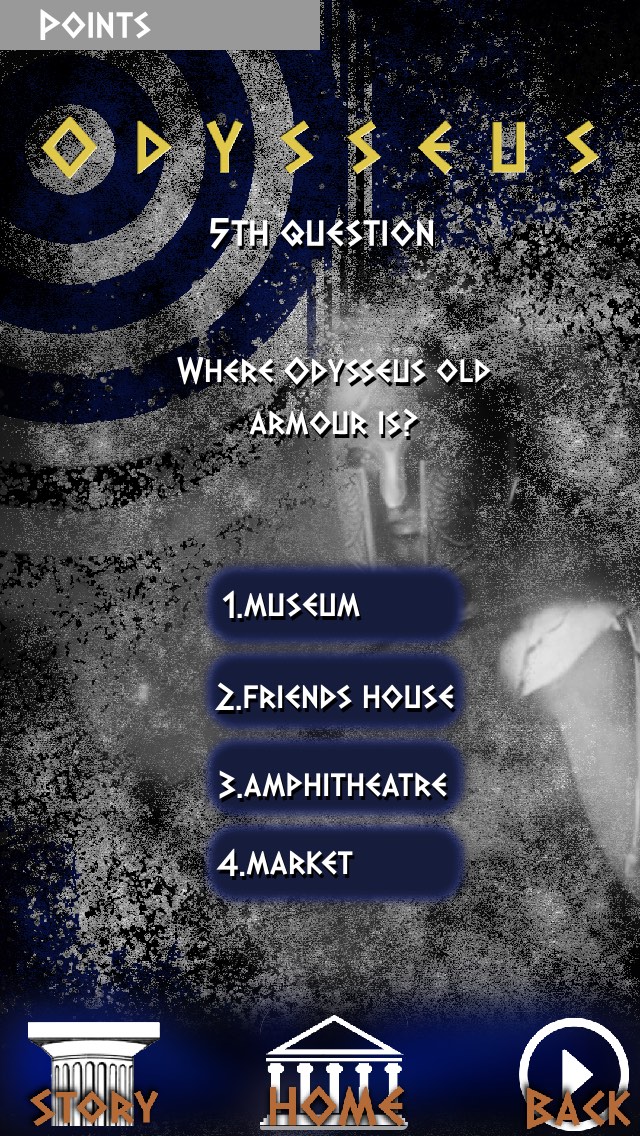 POINTS
ODYSSEUS
5TH QUESTION
WHERE ODYSSEUS OLD
ARMOUR IS?
1.MUSEUM
2.FRIENDS HOUSE
3.AMPHITHEATRE
4.MARKET
STORY HOME BACK